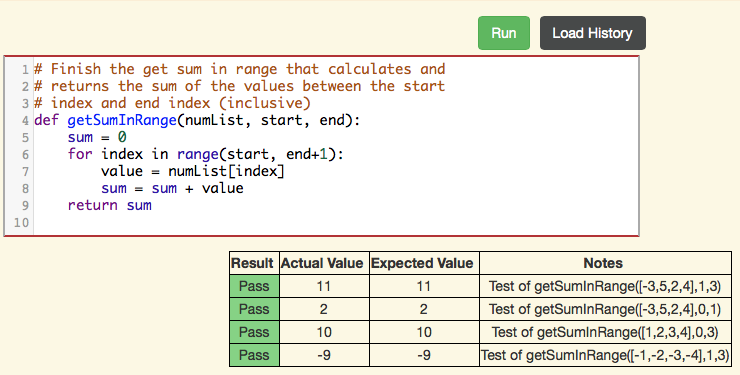 Run Load History
1 # Finish the get sum in range that calculates and
2 # returns the sum of the values between the start
3 # index and end index (inclusive)
4 def getSumInRange(numList, start, end):
5     sum = 0
6     for index in range(start, end+1):
7         value = numList[index]
8         sum = sum + value
9     return sum
10
Result Actual Value Expected Value Notes
Pass 11 11 Test of getSumInRange([-3,5,2,4],1,3)
Pass 2 2 Test of getSumInRange([-3,5,2,4],0,1)
Pass 10 10 Test of getSumInRange([1,2,3,4],0,3)
Pass -9 -9 Test of getSumInRange([-1,-2,-3,-4],1,3)